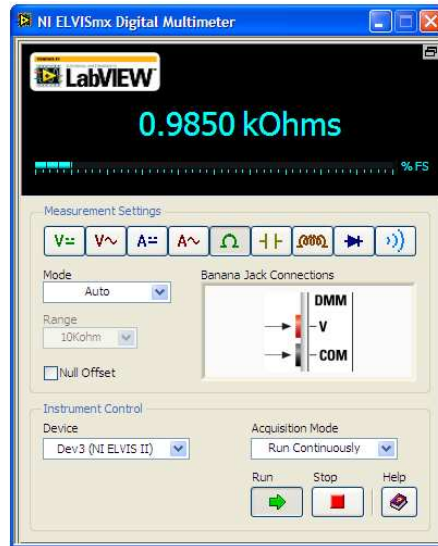 NI ELVISmx Digital Multimeter
LabVIEW
0.9850 kOhms
% FS
Measurement Settings
V
V
A
A
Ω
Mode
Banana Jack Connections
Auto
DMM
V
COM
Range
10Kohm
Null Offset
Instrument Control
Device
Acquisition Mode
Dev3 (NI ELVIS II)
Run Continuously
Run
Stop
Help